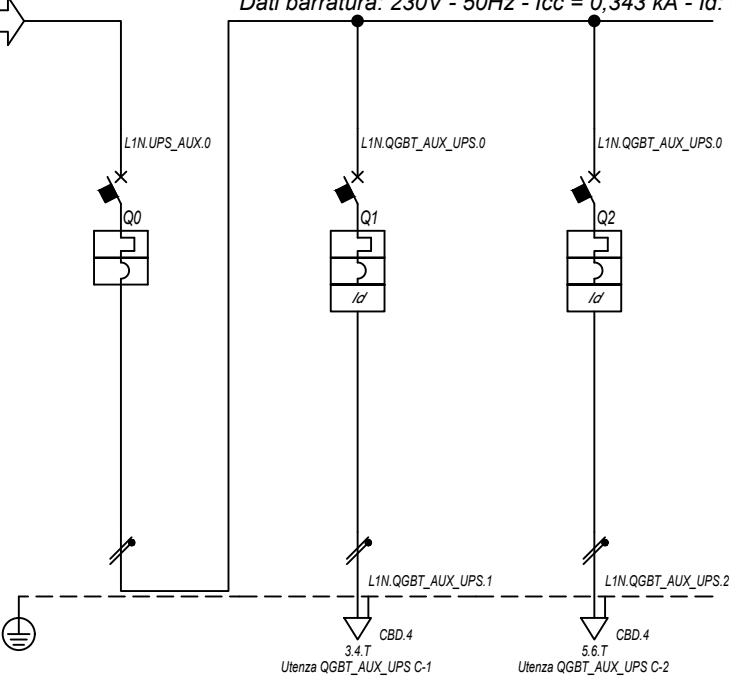 Dati barratura: 230V - 50Hz - Icc = 0,343 kA - Id:
L1N.UPS_AUX.0
L1N.QGBT_AUX_UPS.0
L1N.QGBT_AUX_UPS.0
Q0
Q1
Q2
Id
Id
L1N.QGBT_AUX_UPS.1
L1N.QGBT_AUX_UPS.2
CBD.4
CBD.4
3.4.T
5.6.T
Utenza QGBT_AUX_UPS C-1
Utenza QGBT_AUX_UPS C-2